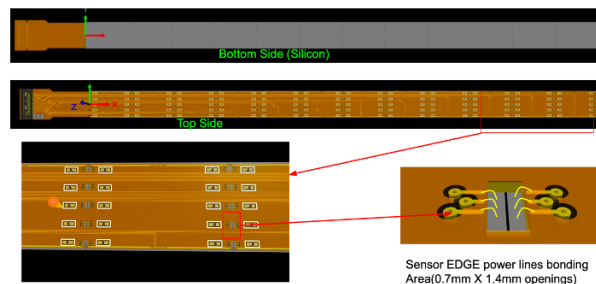 Bottom Side (Silicon)
Z
X
Top Side
Sensor EDGE power lines bonding
Area(0.7mm X 1.4mm openings)